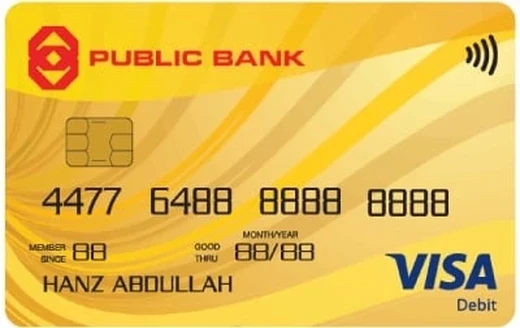 PUBLIC BANK
4477 6488 8888 8888
MEMBER SINCE 88
GOOD THRU MONTH/YEAR 88/88
HANZ ABDULLAH
VISA
Debit